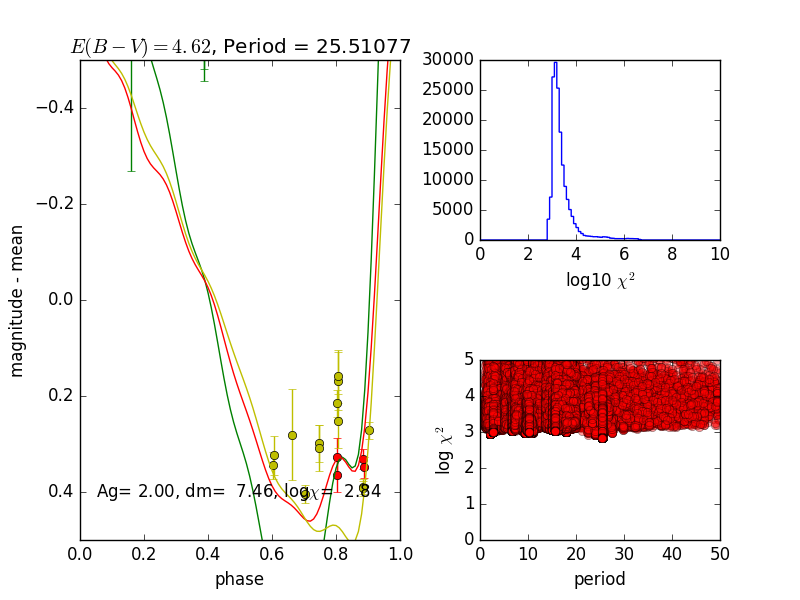 E(B − V) = 4.62, Period = 25.51077
magnitude - mean
−0.4
−0.2
0.0
0.2
0.4
Ag= 2.00, dm= 7.46, logχ= 2.84
0.0 0.2 0.4 0.6 0.8 1.0
phase
30000
25000
20000
15000
10000
5000
0
0 2 4 6 8 10
log10 χ²
log χ²
5
4
3
2
1
0
0 10 20 30 40 50
period